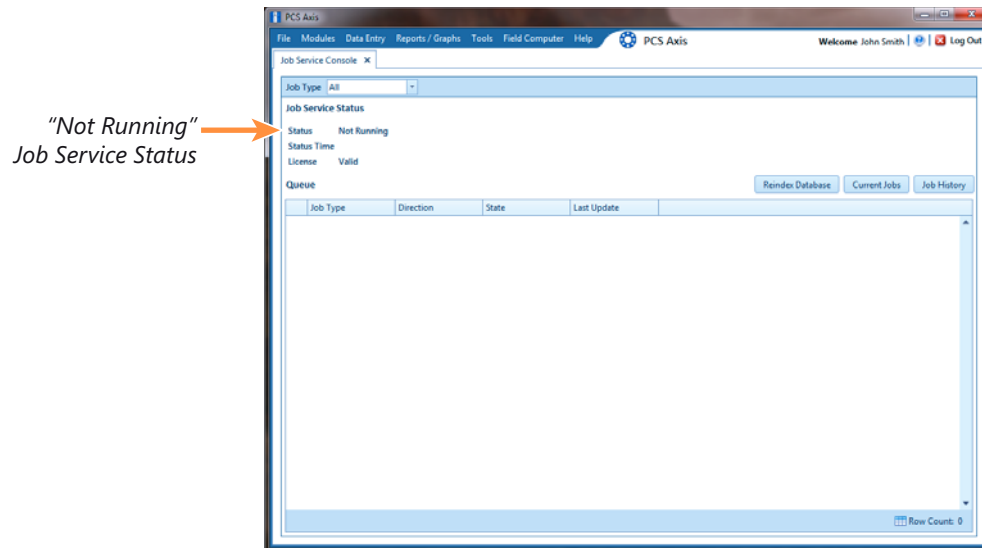 PCS Axis
File Modules Data Entry Reports / Graphs Tools Field Computer Help PCS Axis Welcome John Smith Log Out
Job Service Console X
Job Type All
Job Service Status
“Not Running”
Job Service Status
Status Not Running
Status Time
License Valid
Queue Reindex Database Current Jobs Job History
Job Type Direction State Last Update
Row Count: 0